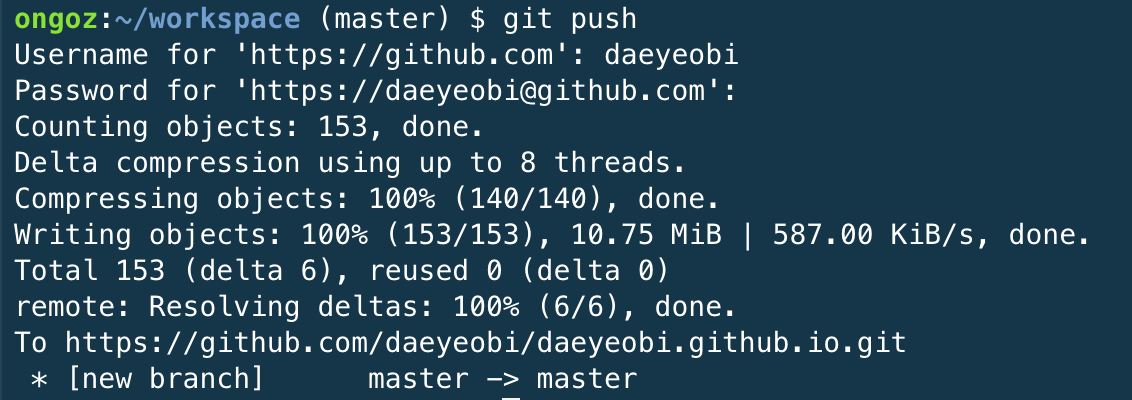 ongoz:~/workspace (master) $ git push
Username for 'https://github.com': daeyeobi
Password for 'https://daeyeobi@github.com':
Counting objects: 153, done.
Delta compression using up to 8 threads.
Compressing objects: 100% (140/140), done.
Writing objects: 100% (153/153), 10.75 MiB | 587.00 KiB/s, done.
Total 153 (delta 6), reused 0 (delta 0)
remote: Resolving deltas: 100% (6/6), done.
To https://github.com/daeyeobi/daeyeobi.github.io.git
 * [new branch]      master -> master